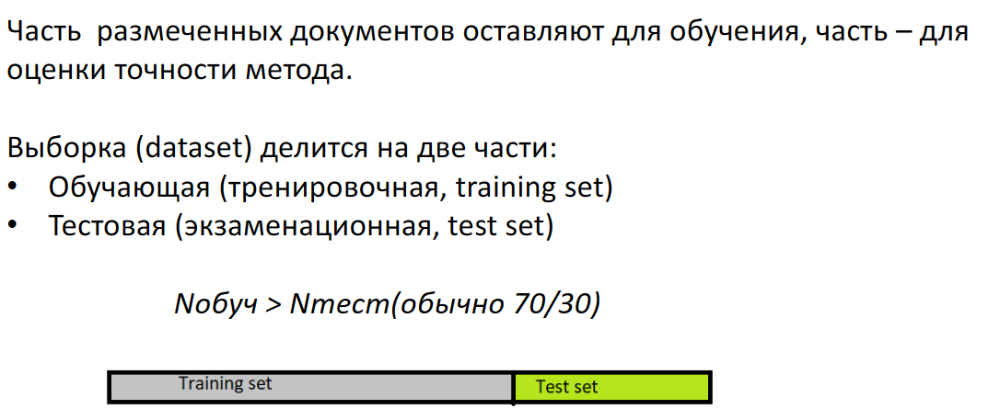 Часть размеченных документов оставляют для обучения, часть – для
оценки точности метода.
Выборка (dataset) делится на две части:
• Обучающая (тренировочная, training set)
• Тестовая (экзаменационная, test set)
Nобуч > Nтест(обычно 70/30)
Training set
Test set